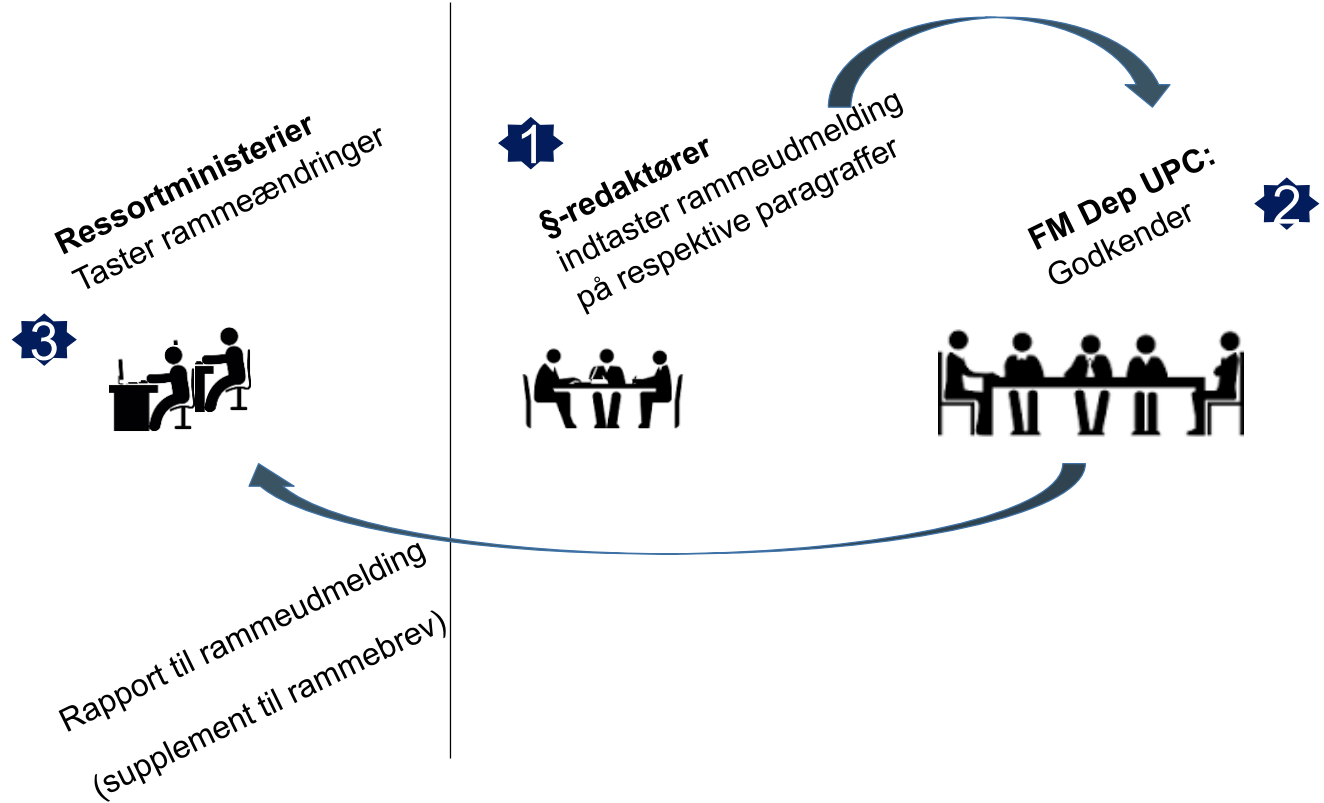 Ressortministerier
Taster rammeændringer
3
1
§-redaktører
indtaster rammeudmelding
på respektive paragraffer
FM Dep UPC:
Godkender
2
Rapport til rammeudmelding
(supplement til rammebrev)